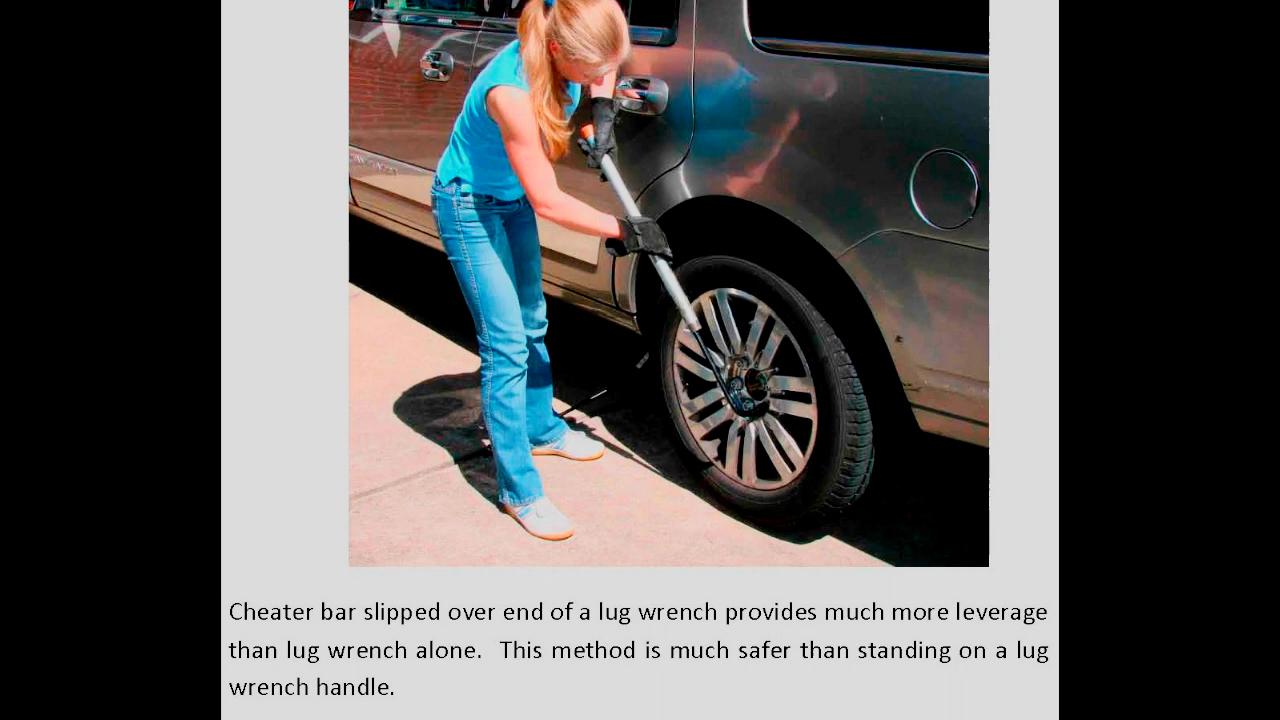 Cheater bar slipped over end of a lug wrench provides much more leverage
than lug wrench alone.  This method is much safer than standing on a lug
wrench handle.